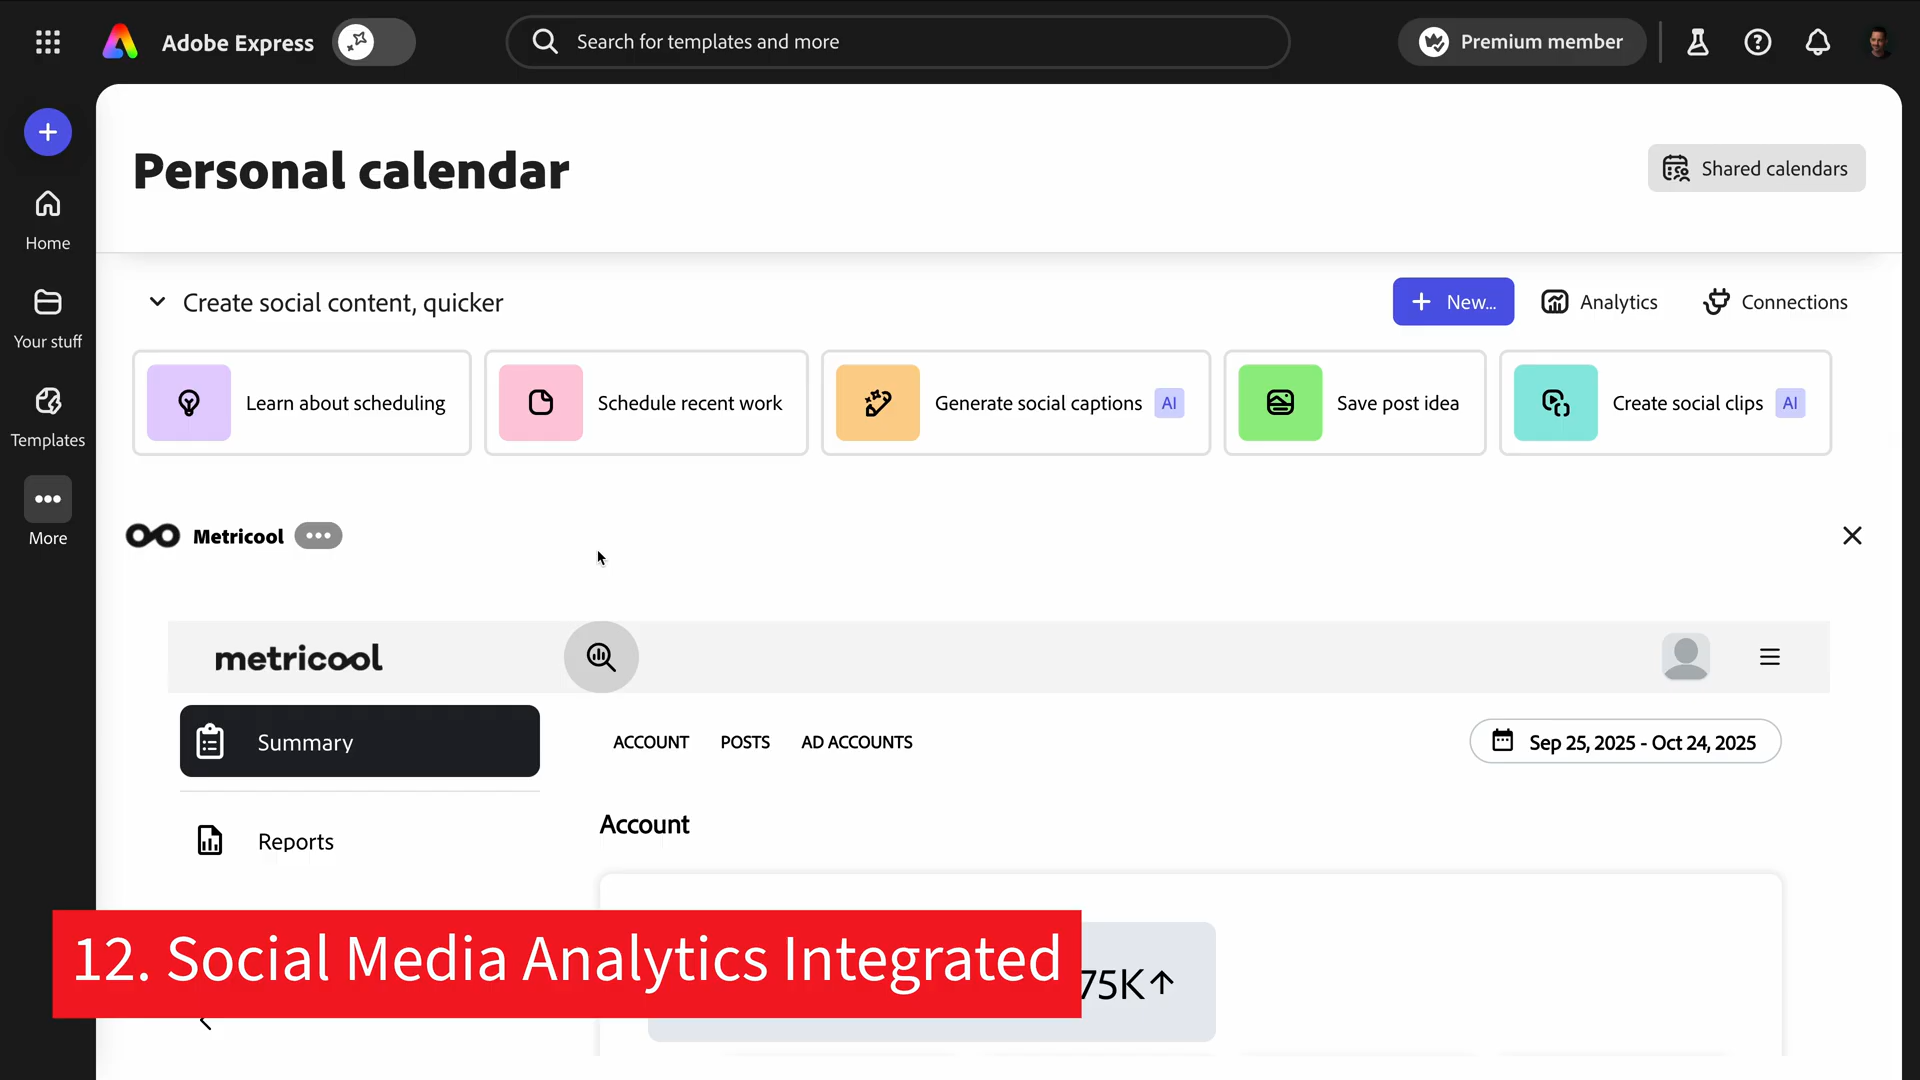 Adobe Express
Search for templates and more
Premium member
Home
Your stuff
Templates
More
Personal calendar
Shared calendars
Create social content, quicker
New...
Analytics
Connections
Learn about scheduling
Schedule recent work
Generate social captions AI
Save post idea
Create social clips AI
Metricool
metricool
Summary
ACCOUNT
POSTS
AD ACCOUNTS
Sep 25, 2025 - Oct 24, 2025
Reports
Account
12. Social Media Analytics Integrated
75K